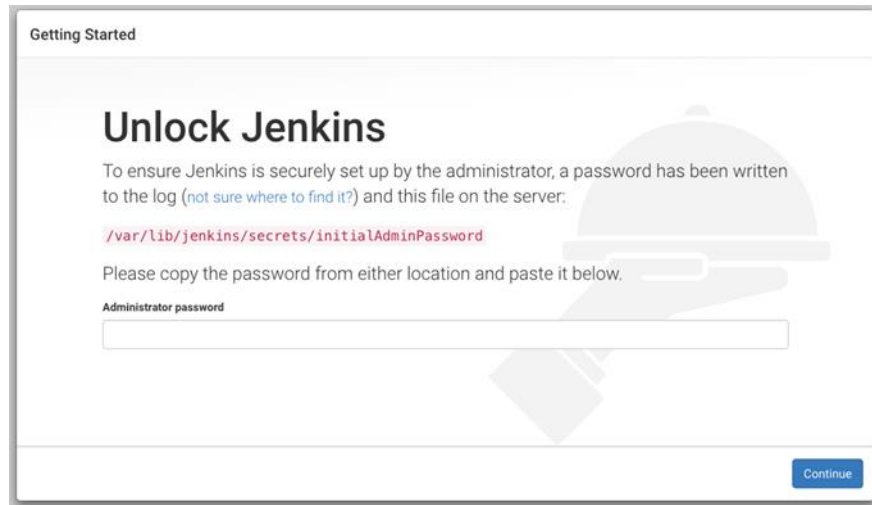 Getting Started
Unlock Jenkins
To ensure Jenkins is securely set up by the administrator, a password has been written
to the log (not sure where to find it?) and this file on the server:
/var/lib/jenkins/secrets/initialAdminPassword
Please copy the password from either location and paste it below.
Administrator password
Continue